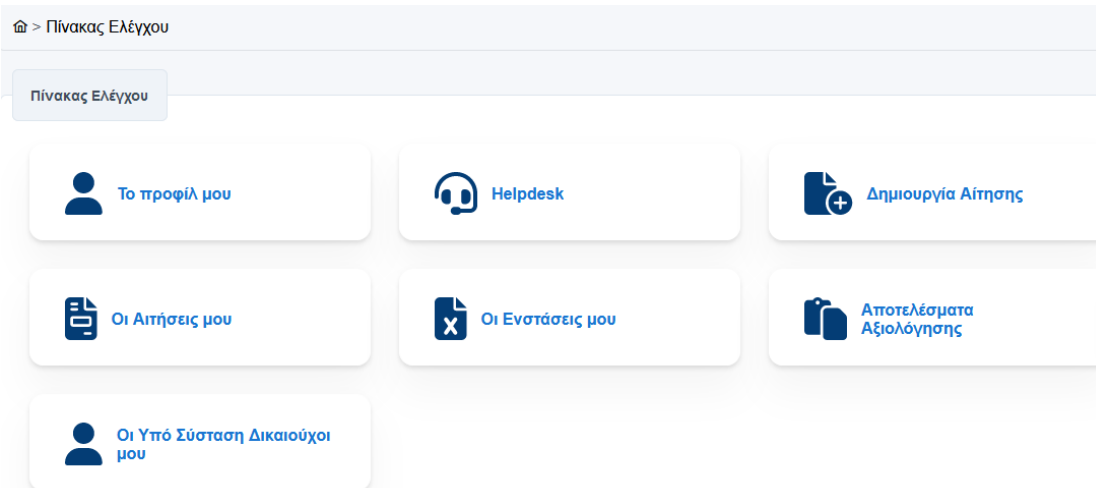 > Πίνακας Ελέγχου
Πίνακας Ελέγχου
Το προφίλ μου
Helpdesk
Δημιουργία Αίτησης
Οι Αιτήσεις μου
Οι Ενστάσεις μου
Αποτελέσματα
Αξιολόγησης
Οι Υπό Σύσταση Δικαιούχοι
μου